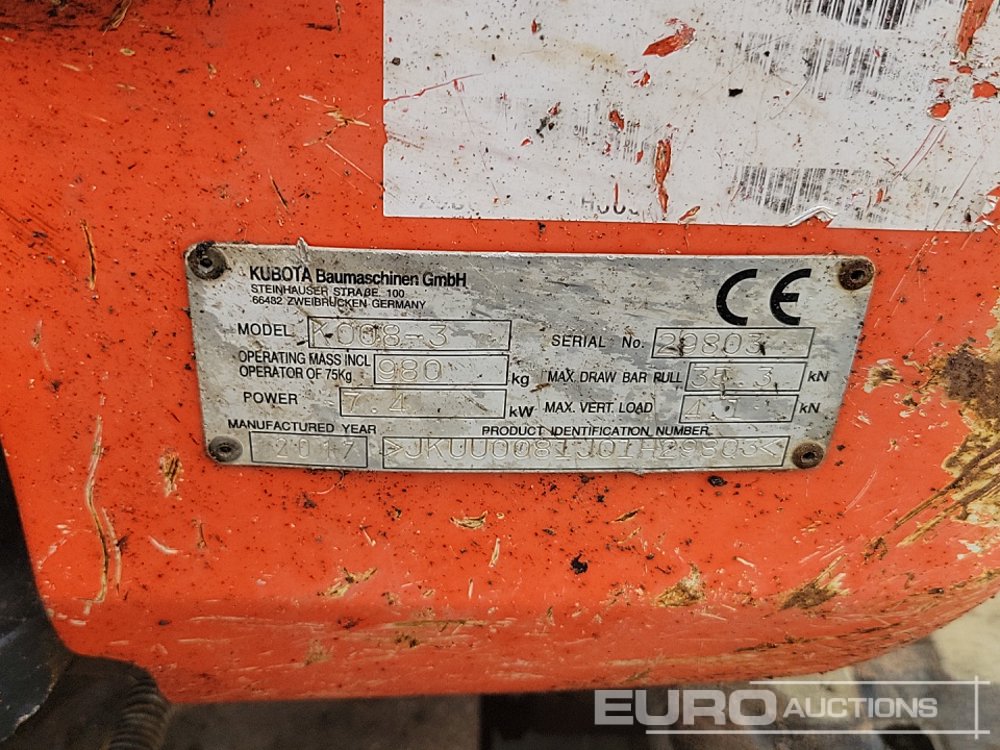 KUBOTA Baumaschinen GmbH
STEINHAUSER STRAßE 100
66482 ZWEIBRÜCKEN GERMANY
CE
MODEL K008-3
SERIAL No. 29803
OPERATING MASS INCL OPERATOR OF 75Kg 980 kg
MAX. DRAW BAR PULL 35.3 kN
POWER 7.4 kW
MAX. VERT. LOAD kN
MANUFACTURED YEAR 2017
PRODUCT IDENTIFICATION NUMBER
>JKUU0081J01H29803<
EURO AUCTIONS